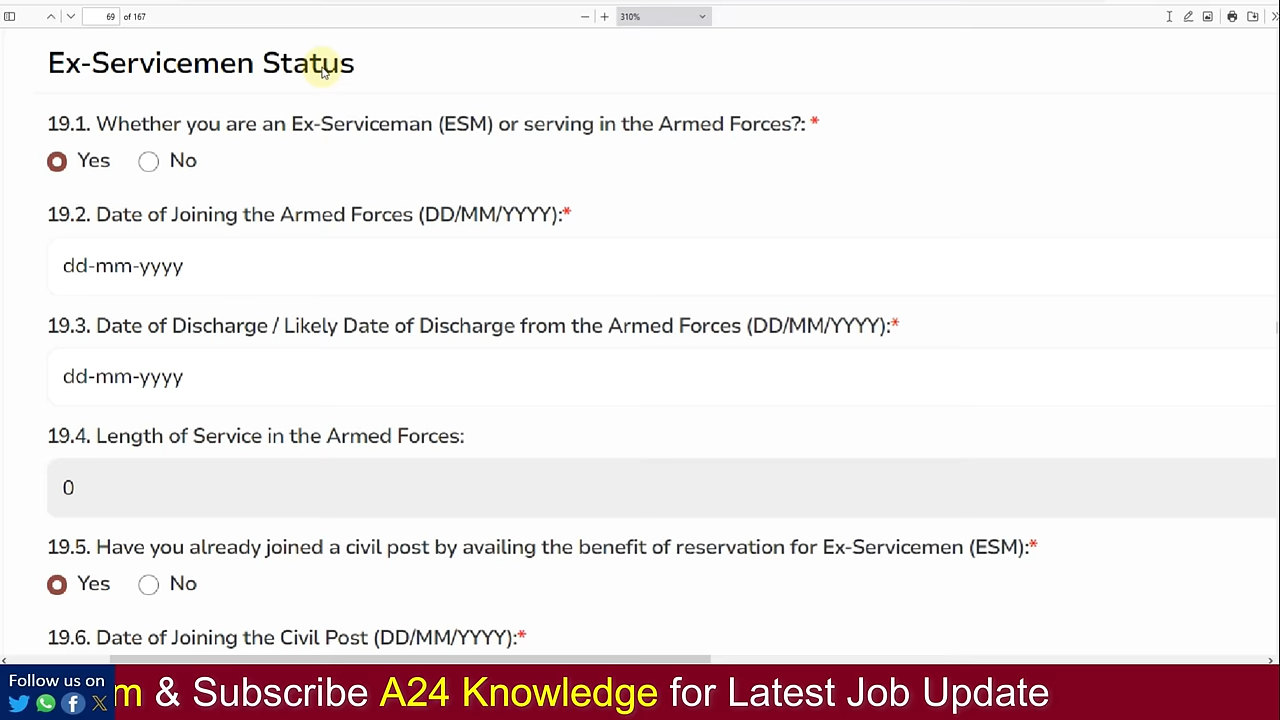 69 of 167
310%
Ex-Servicemen Status
19.1. Whether you are an Ex-Serviceman (ESM) or serving in the Armed Forces?: *
Yes No
19.2. Date of Joining the Armed Forces (DD/MM/YYYY):*
dd-mm-yyyy
19.3. Date of Discharge / Likely Date of Discharge from the Armed Forces (DD/MM/YYYY):*
dd-mm-yyyy
19.4. Length of Service in the Armed Forces:
0
19.5. Have you already joined a civil post by availing the benefit of reservation for Ex-Servicemen (ESM):*
Yes No
19.6. Date of Joining the Civil Post (DD/MM/YYYY):*
Follow us on
m & Subscribe A24 Knowledge for Latest Job Update